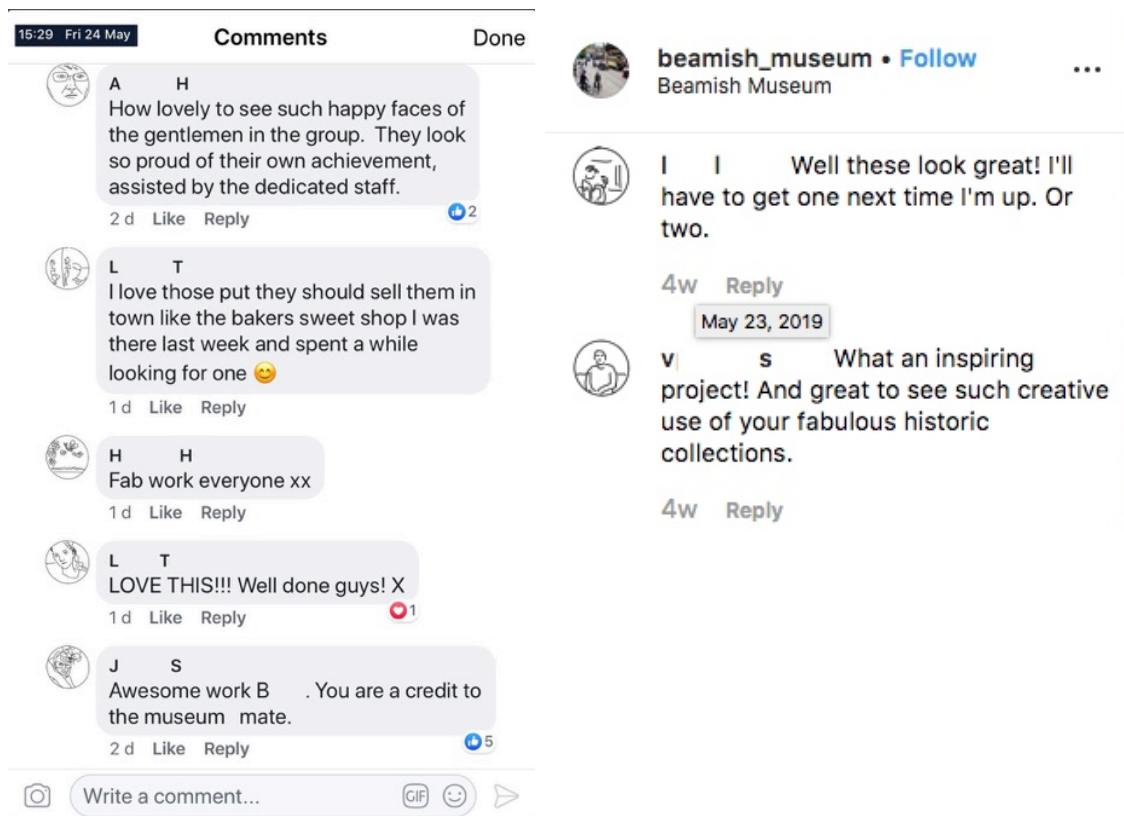 15:29 Fri 24 May
Comments
Done
A H
How lovely to see such happy faces of
the gentlemen in the group. They look
so proud of their own achievement,
assisted by the dedicated staff.
2 d Like Reply
2
L T
I love those put they should sell them in
town like the bakers sweet shop I was
there last week and spent a while
looking for one 😊
1 d Like Reply
H H
Fab work everyone xx
1 d Like Reply
L T
LOVE THIS!!! Well done guys! X
1 d Like Reply
1
J S
Awesome work B . You are a credit to
the museum mate.
2 d Like Reply
5
Write a comment...
GIF
beamish_museum • Follow
Beamish Museum
I I Well these look great! I'll
have to get one next time I'm up. Or
two.
4w Reply
May 23, 2019
v s What an inspiring
project! And great to see such creative
use of your fabulous historic
collections.
4w Reply